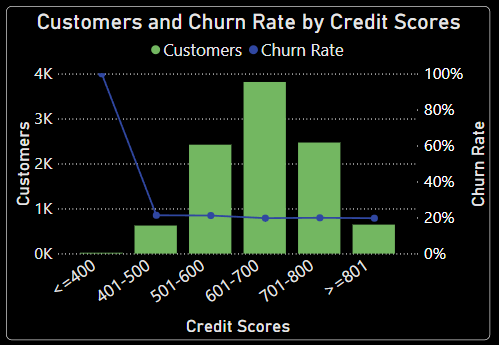 Customers and Churn Rate by Credit Scores
Customers Churn Rate
4K
3K
2K
1K
0K
Customers
100%
80%
60%
40%
20%
0%
Churn Rate
<=400
401-500
501-600
601-700
701-800
>=801
Credit Scores